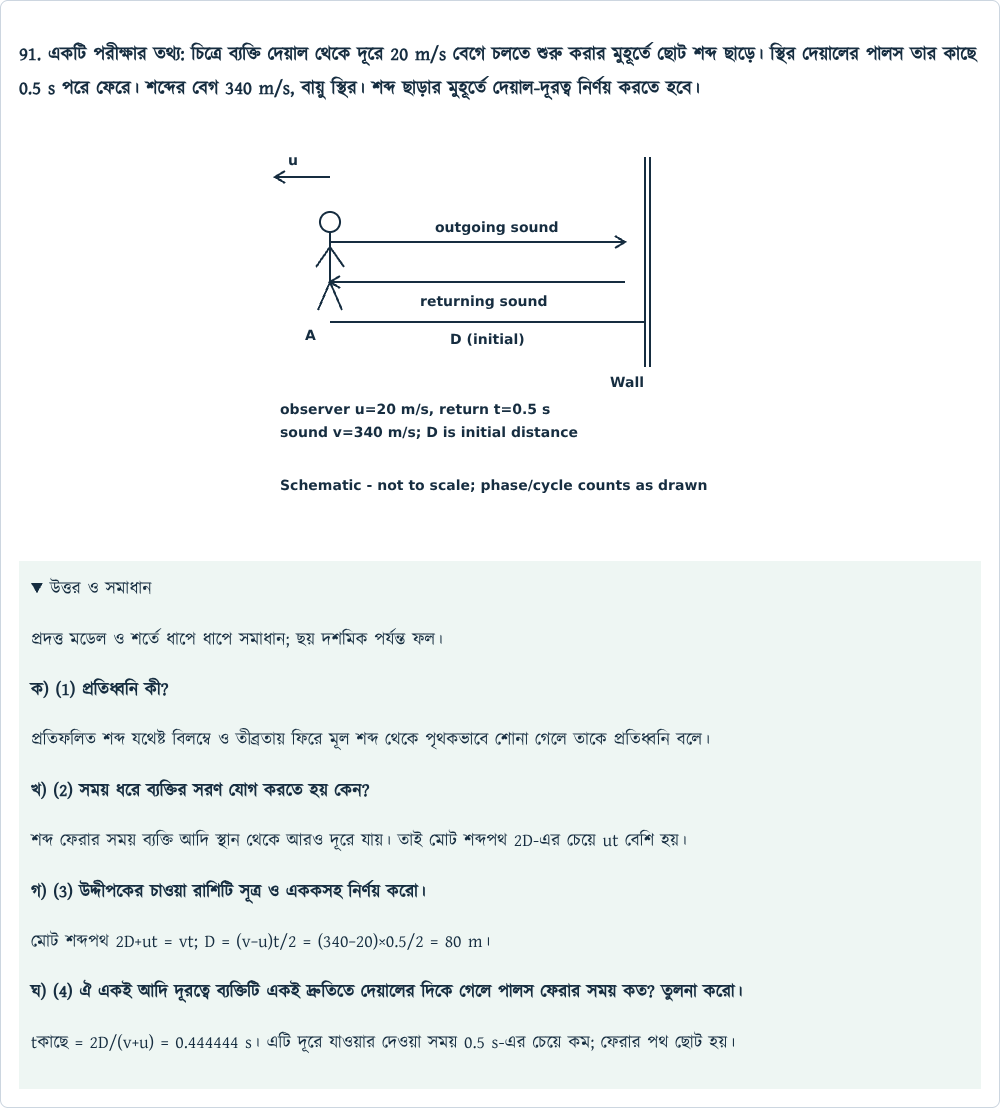 91. একটি পরীক্ষার তথ্য: চিত্রে ব্যক্তি দেয়াল থেকে দূরে 20 m/s বেগে চলতে শুরু করার মুহূর্তে ছোট শব্দ ছাড়ে। স্থির দেয়ালের পালস তার কাছে
0.5 s পরে ফেরে। শব্দের বেগ 340 m/s, বায়ু স্থির। শব্দ ছাড়ার মুহূর্তে দেয়াল-দূরত্ব নির্ণয় করতে হবে।
u
outgoing sound
returning sound
A
D (initial)
Wall
observer u=20 m/s, return t=0.5 s
sound v=340 m/s; D is initial distance
Schematic - not to scale; phase/cycle counts as drawn
▼ উত্তর ও সমাধান
প্রদত্ত মডেল ও শর্তে ধাপে ধাপে সমাধান; ছয় দশমিক পর্যন্ত ফল।
ক) (1) প্রতিধ্বনি কী?
প্রতিফলিত শব্দ যথেষ্ট বিলম্বে ও তীব্রতায় ফিরে মূল শব্দ থেকে পৃথকভাবে শোনা গেলে তাকে প্রতিধ্বনি বলে।
খ) (2) সময় ধরে ব্যক্তির সরণ যোগ করতে হয় কেন?
শব্দ ফেরার সময় ব্যক্তি আদি স্থান থেকে আরও দূরে যায়। তাই মোট শব্দপথ 2D-এর চেয়ে ut বেশি হয়।
গ) (3) উদ্দীপকের চাওয়া রাশিটি সূত্র ও এককসহ নির্ণয় করো।
মোট শব্দপথ 2D+ut = vt; D = (v−u)t/2 = (340−20)×0.5/2 = 80 m।
ঘ) (4) ঐ একই আদি দূরত্বে ব্যক্তিটি একই দ্রুতিতে দেয়ালের দিকে গেলে পালস ফেরার সময় কত? তুলনা করো।
tকাছে = 2D/(v+u) = 0.444444 s। এটি দূরে যাওয়ার দেওয়া সময় 0.5 s-এর চেয়ে কম; ফেরার পথ ছোট হয়।